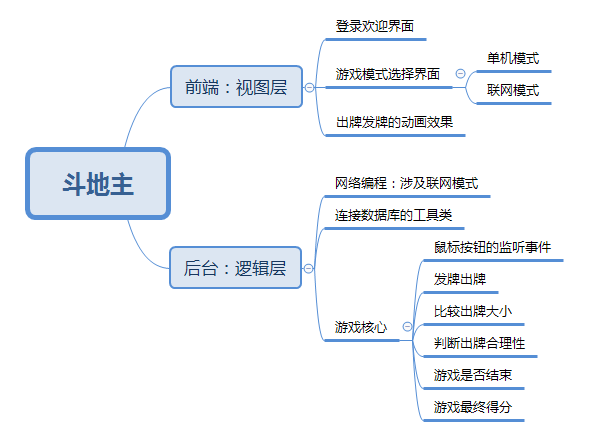 斗地主
前端：视图层
登录欢迎界面
游戏模式选择界面
单机模式
联网模式
出牌发牌的动画效果
后台：逻辑层
网络编程：涉及联网模式
连接数据库的工具类
游戏核心
鼠标按钮的监听事件
发牌出牌
比较出牌大小
判断出牌合理性
游戏是否结束
游戏最终得分